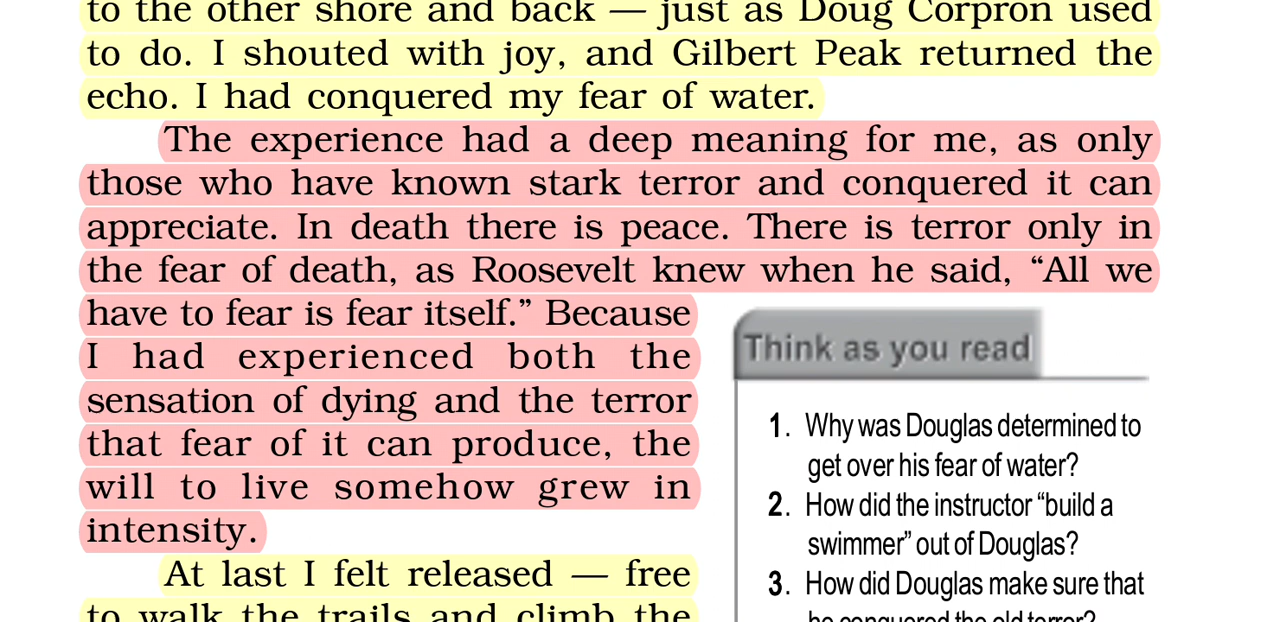 to the other shore and back — just as Doug Corpron used
to do. I shouted with joy, and Gilbert Peak returned the
echo. I had conquered my fear of water.
The experience had a deep meaning for me, as only
those who have known stark terror and conquered it can
appreciate. In death there is peace. There is terror only in
the fear of death, as Roosevelt knew when he said, “All we
have to fear is fear itself.” Because
I had experienced both the
sensation of dying and the terror
that fear of it can produce, the
will to live somehow grew in
intensity.
At last I felt released — free
to walk the trails and climb the
Think as you read
1. Why was Douglas determined to
get over his fear of water?
2. How did the instructor “build a
swimmer” out of Douglas?
3. How did Douglas make sure that
he conquered the old terror?